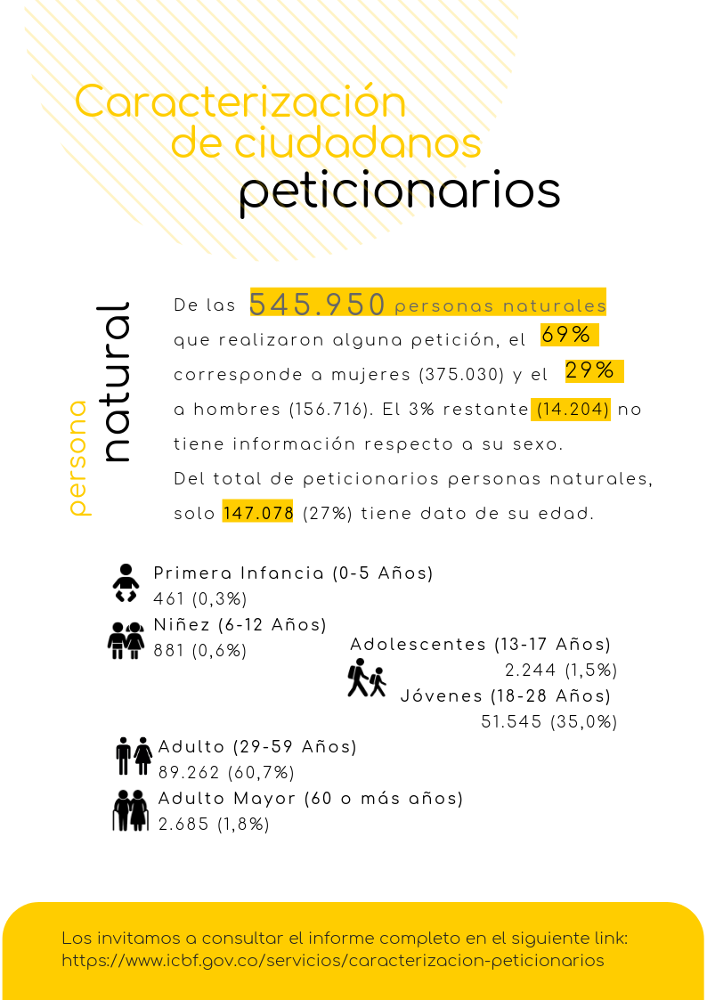 Caracterización
de ciudadanos
peticionarios
persona
natural
De las 545.950 personas naturales
que realizaron alguna petición, el 69%
corresponde a mujeres (375.030) y el 29%
a hombres (156.716). El 3% restante (14.204) no
tiene información respecto a su sexo.
Del total de peticionarios personas naturales,
solo 147.078 (27%) tiene dato de su edad.
Primera Infancia (0-5 Años)
461 (0,3%)
Niñez (6-12 Años)
881 (0,6%)
Adolescentes (13-17 Años)
2.244 (1,5%)
Jóvenes (18-28 Años)
51.545 (35,0%)
Adulto (29-59 Años)
89.262 (60,7%)
Adulto Mayor (60 o más años)
2.685 (1,8%)
Los invitamos a consultar el informe completo en el siguiente link:
https://www.icbf.gov.co/servicios/caracterizacion-peticionarios